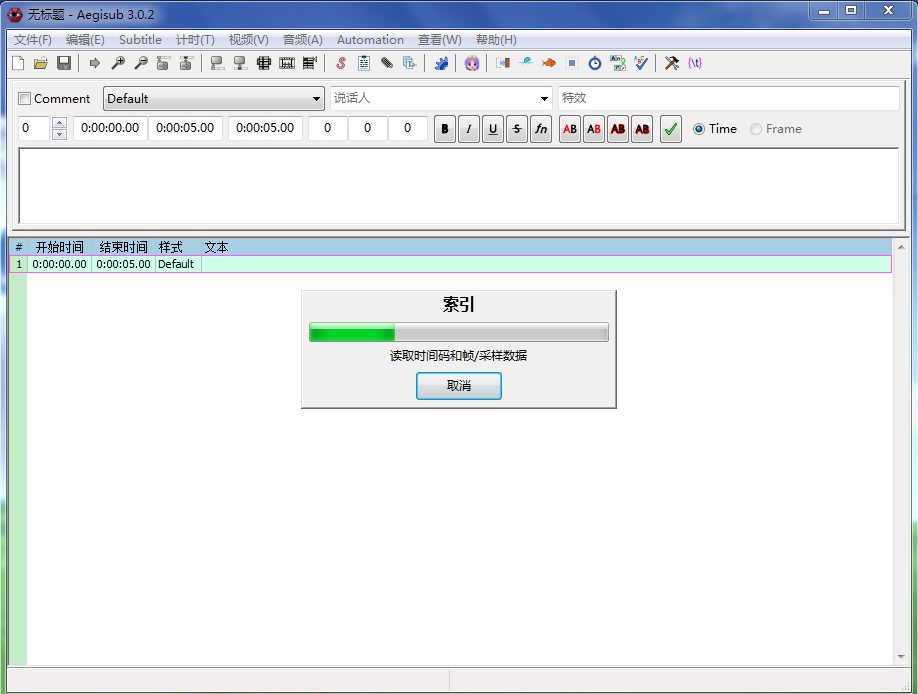 无标题 - Aegisub 3.0.2
文件(F) 编辑(E) Subtitle 计时(T) 视频(V) 音频(A) Automation 查看(W) 帮助(H)
Comment Default 说话人 特效
0 0:00:00.00 0:00:05.00 0:00:05.00 0 0 0 B I U S fn AB AB AB AB Time Frame
# 开始时间 结束时间 样式 文本
1 0:00:00.00 0:00:05.00 Default
索引
读取时间码和帧/采样数据
取消